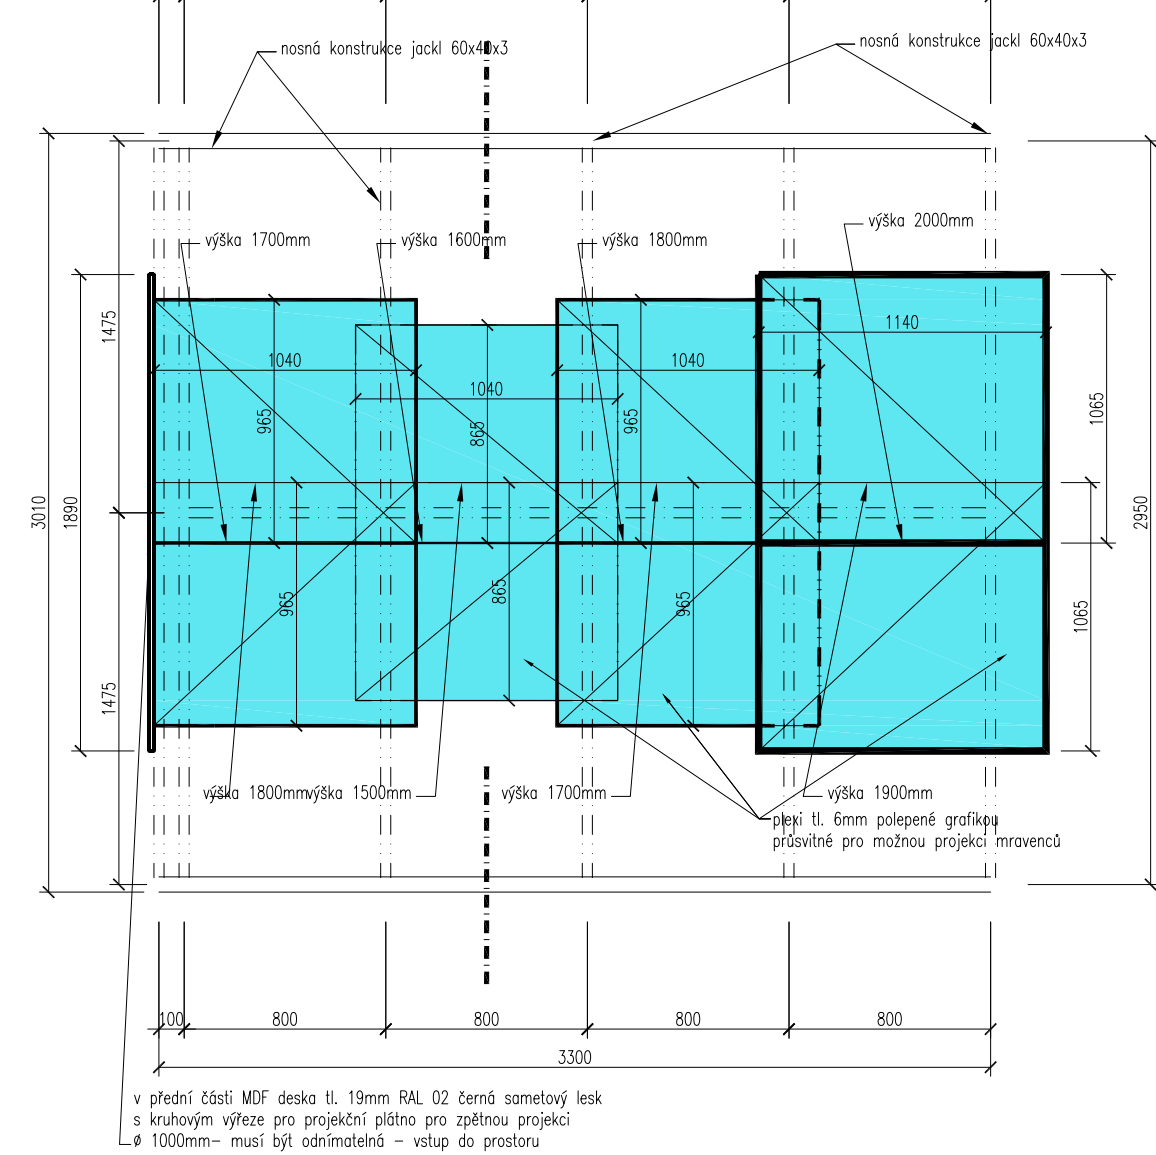 nosná konstrukce jackl 60x40x3
nosná konstrukce jackl 60x40x3
výška 1700mm
výška 1600mm
výška 1800mm
výška 2000mm
1475
1040
1040
1040
1140
965
865
965
1065
3010
1890
2950
965
865
965
1065
1475
výška 1800mm
výška 1500mm
výška 1700mm
výška 1900mm
plexi tl. 6mm polepené grafikou
průsvitné pro možnou projekci mravenců
100
800
800
800
800
3300
v přední části MDF deska tl. 19mm RAL 02 černá sametový lesk
s kruhovým výřeze pro projekční plátno pro zpětnou projekci
ø 1000mm– musí být odnímatelná – vstup do prostoru